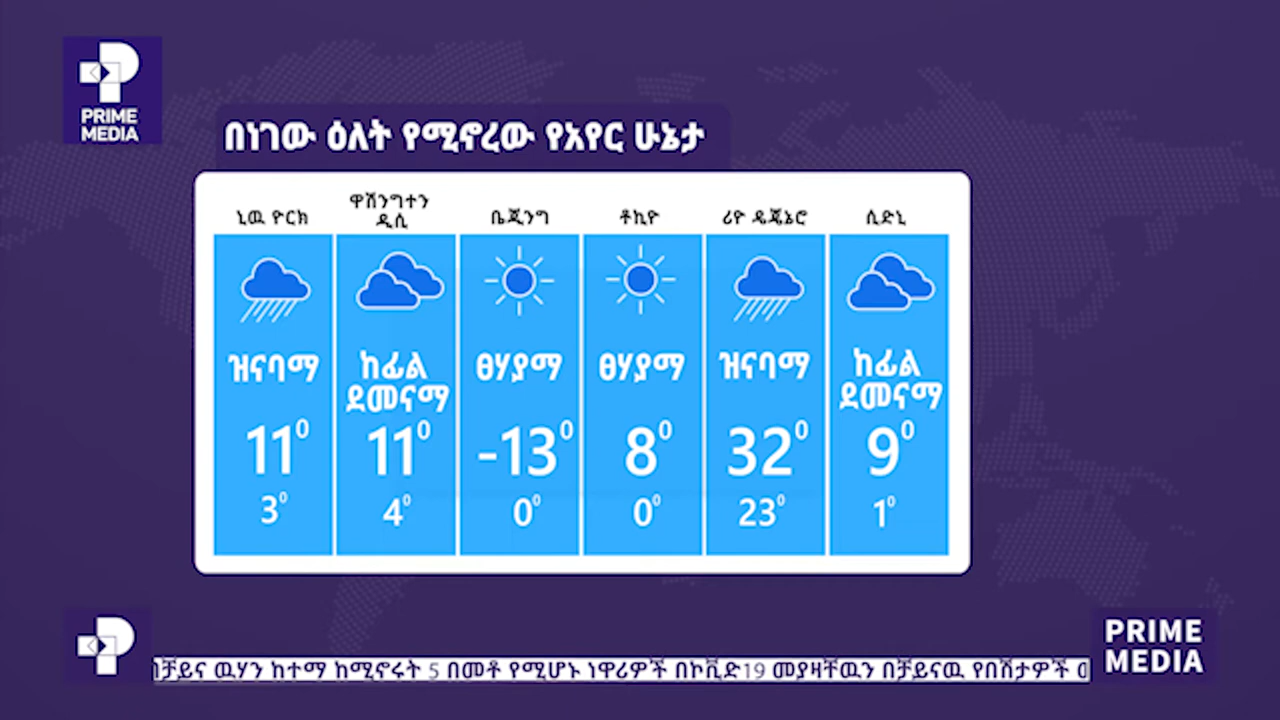 PRIME
MEDIA
በነገው ዕለት የሚኖረው የአየር ሁኔታ
ኒዉ ዮርክ
ዋሽንግተን
ዲሲ
ቤጂንግ
ቶኪዮ
ሪዮ ዴጄኔሮ
ሲድኒ
ዝናባማ
ከፊል
ደመናማ
ፀሃያማ
ፀሃያማ
ዝናባማ
ከፊል
ደመናማ
11⁰
11⁰
-13⁰
8⁰
32⁰
9⁰
3⁰
4⁰
0⁰
0⁰
23⁰
1⁰
በቻይና ዉሃን ከተማ ከሚኖሩት 5 በመቶ የሚሆኑ ነዋሪዎች በኮቪድ19 መያዛቸዉን በቻይናዉ የበሽታዎች
PRIME
MEDIA